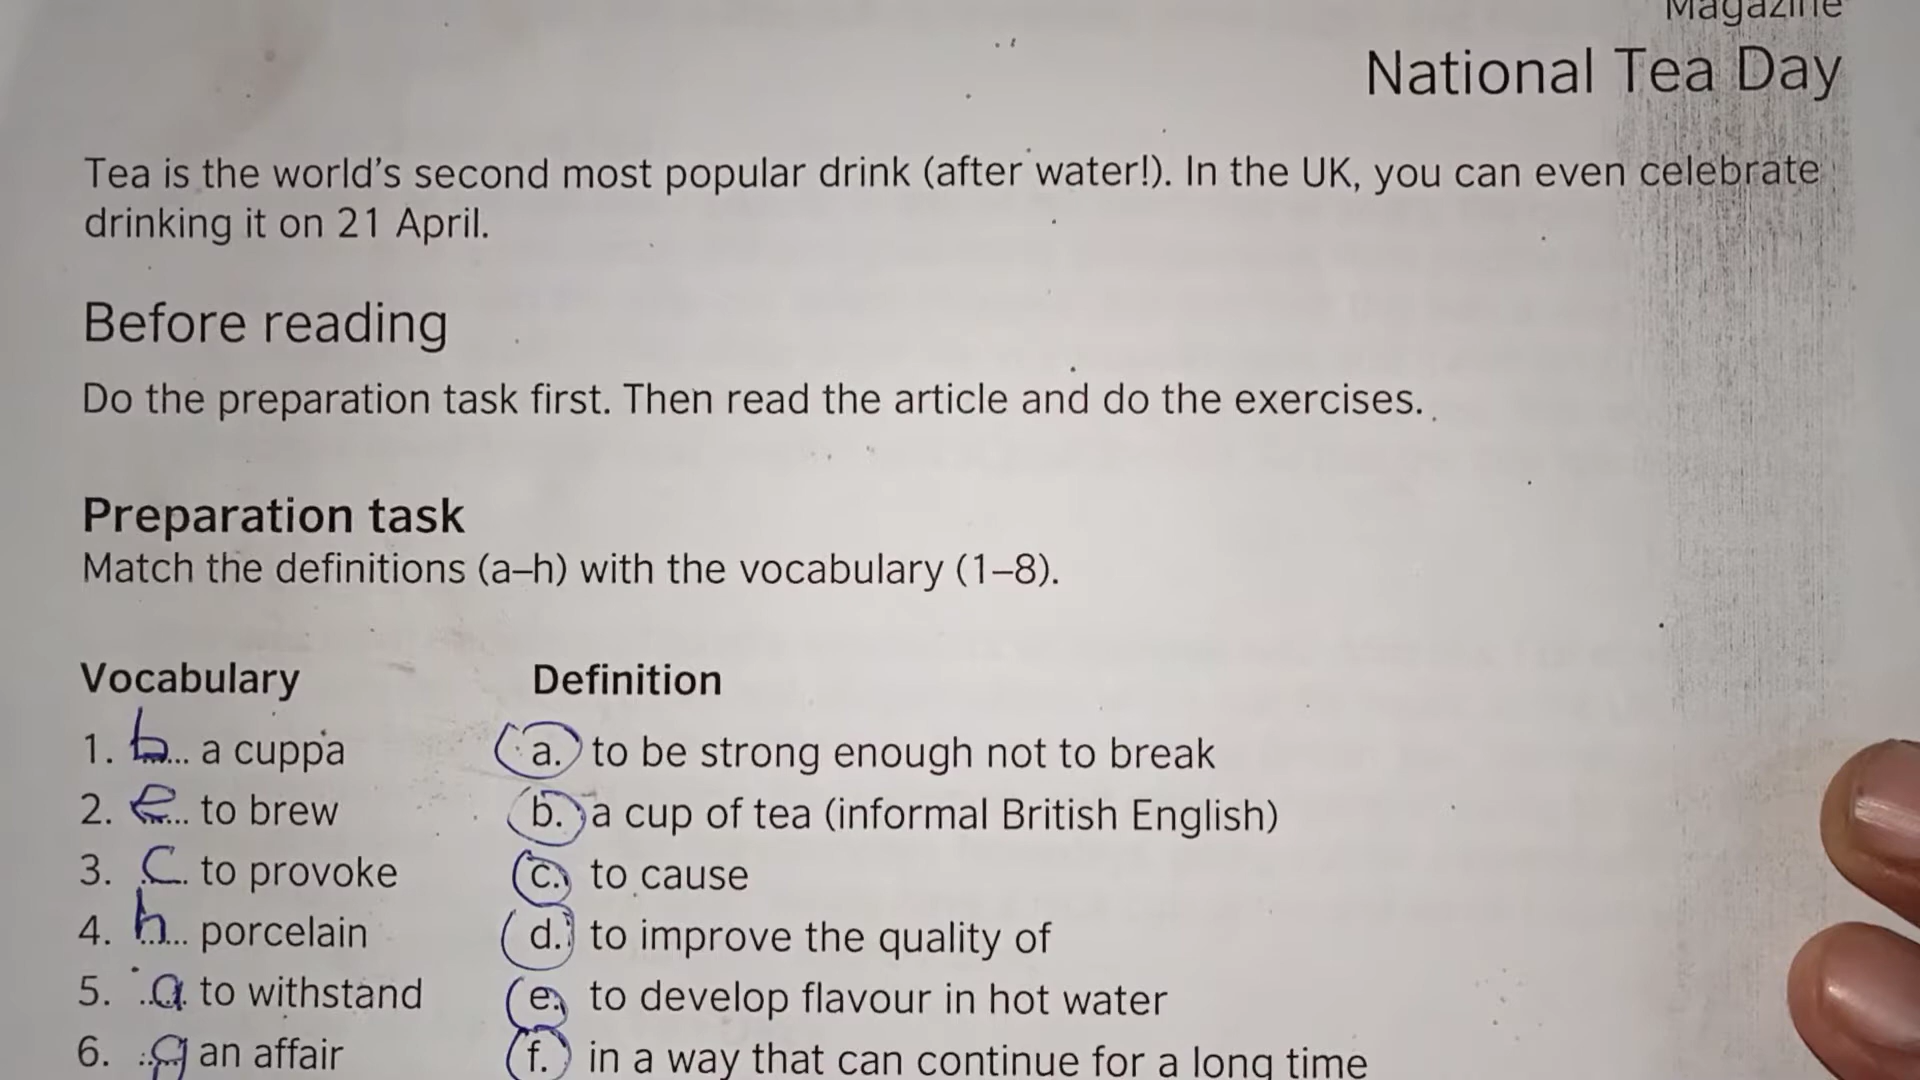 Magazine
National Tea Day
Tea is the world's second most popular drink (after water!). In the UK, you can even celebrate
drinking it on 21 April.
Before reading
Do the preparation task first. Then read the article and do the exercises.
Preparation task
Match the definitions (a–h) with the vocabulary (1–8).
Vocabulary Definition
1. b... a cuppa a. to be strong enough not to break
2. e... to brew b. a cup of tea (informal British English)
3. .C. to provoke c. to cause
4. h... porcelain d. to improve the quality of
5. ..a. to withstand e. to develop flavour in hot water
6. ..g an affair f. in a way that can continue for a long time